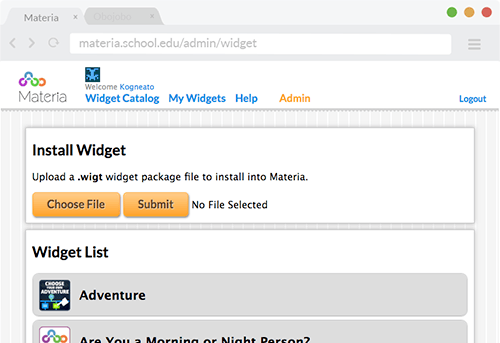 Materia x
x
materia.school.edu/admin/widget
Materia
Welcome Kogneato
Widget Catalog My Widgets Help Admin
Logout
Install Widget
Upload a .wigt widget package file to install into Materia.
Choose File Submit No File Selected
Widget List
CHOOSE YOUR OWN ADVENTURE
Adventure
Are You a Morning or Night Person?